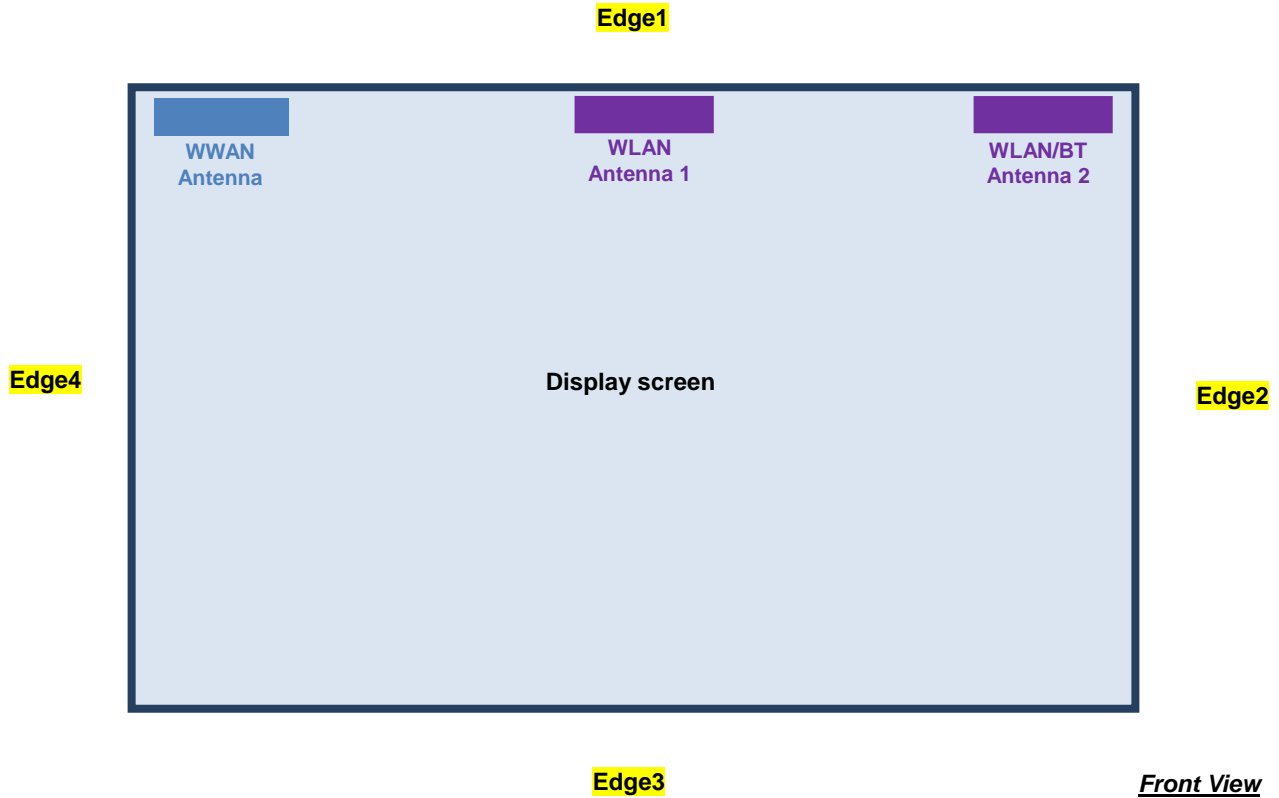 Edge1
WWAN
Antenna
WLAN
Antenna 1
WLAN/BT
Antenna 2
Edge4
Display screen
Edge2
Edge3
Front View